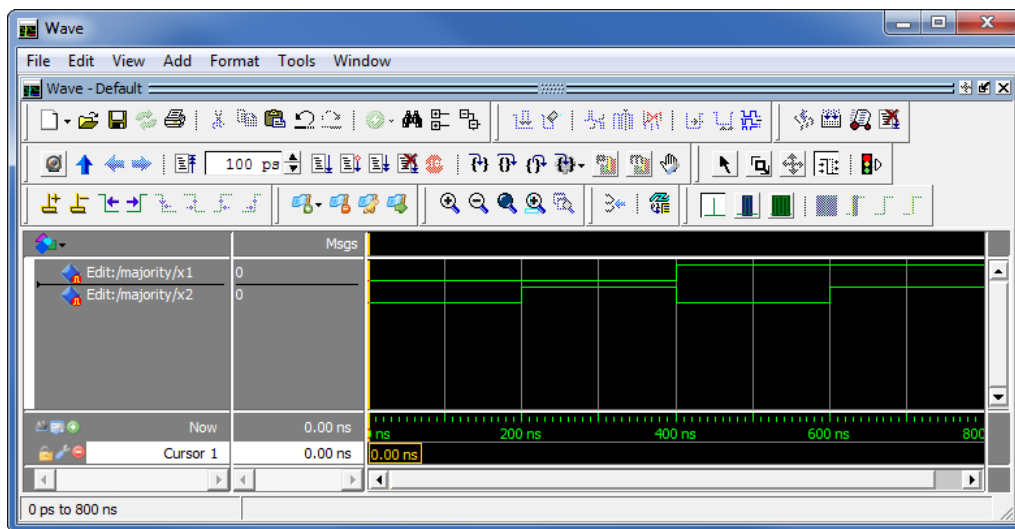 Wave
File Edit View Add Format Tools Window
Wave - Default
100 ps
Msgs
Edit:/majority/x1 0
Edit:/majority/x2 0
Now 0.00 ns
ns 200 ns 400 ns 600 ns 800
Cursor 1 0.00 ns 0.00 ns
0 ps to 800 ns